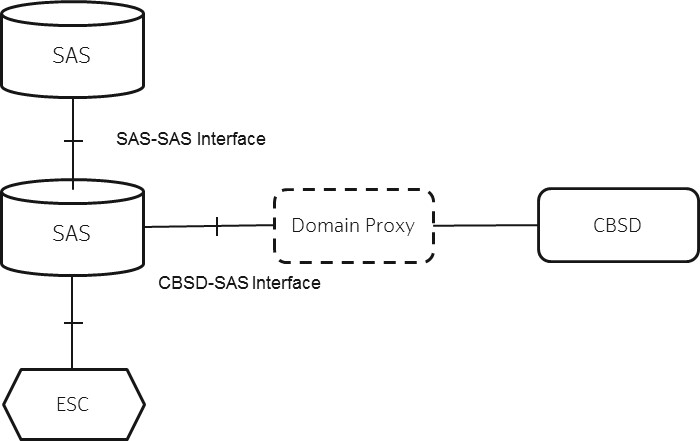 SAS
SAS-SAS Interface
SAS
Domain Proxy
CBSD
CBSD-SAS Interface
ESC